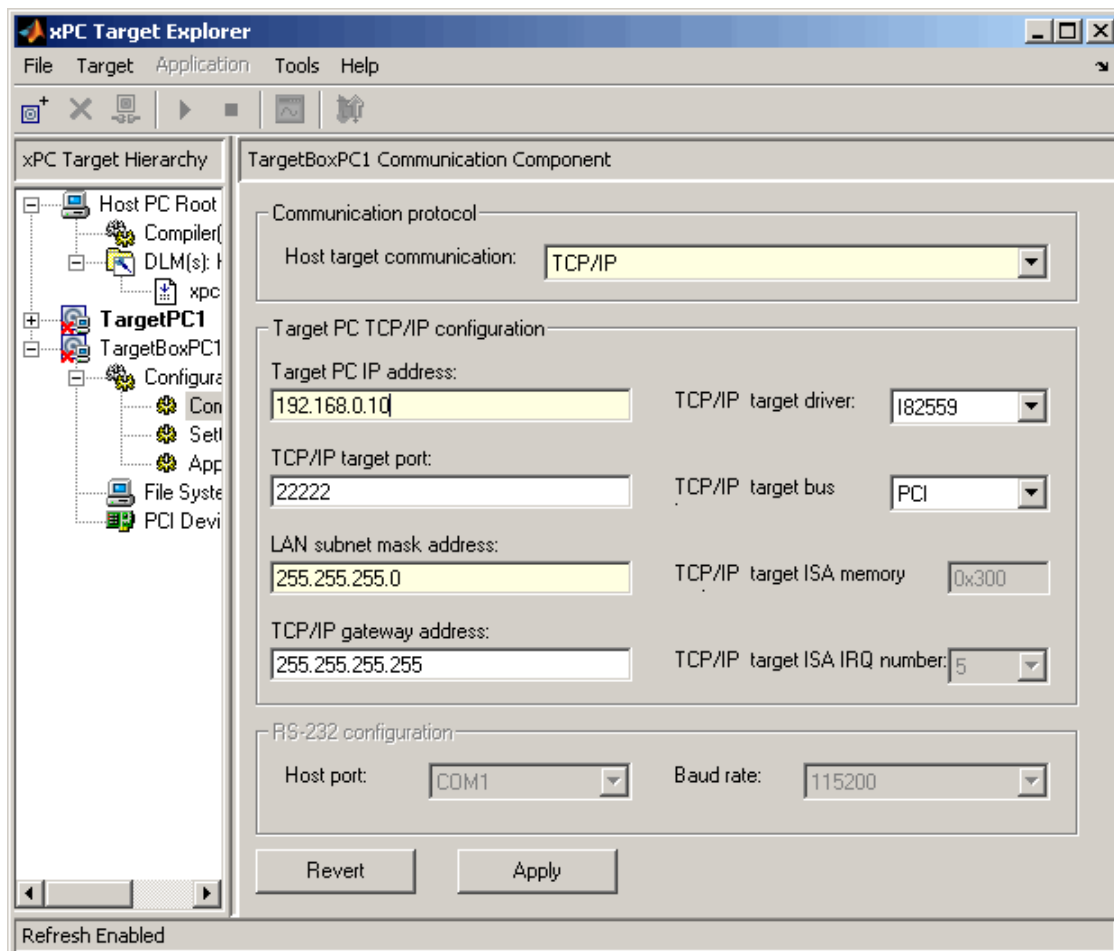 xPC Target Explorer
File Target Application Tools Help
xPC Target Hierarchy
TargetBoxPC1 Communication Component
Host PC Root
Compiler(
DLM(s): H
xpc
TargetPC1
TargetBoxPC1
Configura
Com
Sett
App
File Syste
PCI Devi
Communication protocol
Host target communication: TCP/IP
Target PC TCP/IP configuration
Target PC IP address:
192.168.0.10
TCP/IP target driver: I82559
TCP/IP target port:
22222
TCP/IP target bus PCI
LAN subnet mask address:
255.255.255.0
TCP/IP target ISA memory 0x300
TCP/IP gateway address:
255.255.255.255
TCP/IP target ISA IRQ number: 5
RS-232 configuration
Host port: COM1 Baud rate: 115200
Revert Apply
Refresh Enabled